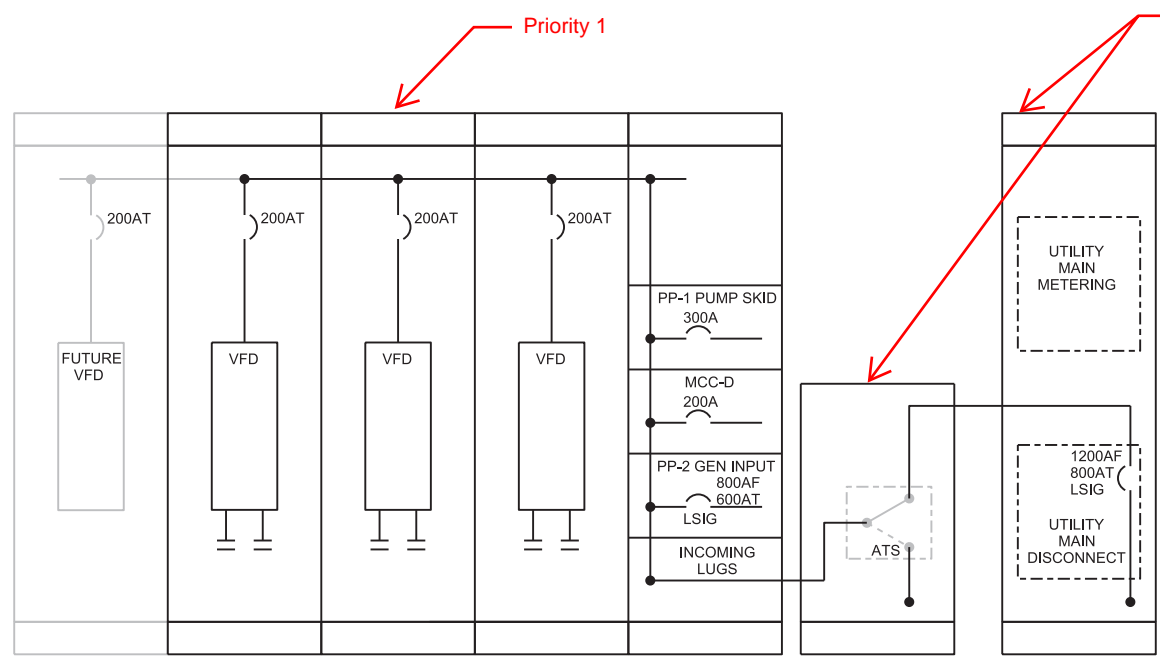 Priority 1
200AT
200AT
200AT
200AT
FUTURE
VFD
VFD
VFD
VFD
PP-1 PUMP SKID
300A
MCC-D
200A
PP-2 GEN INPUT
800AF
600AT
LSIG
INCOMING
LUGS
ATS
UTILITY
MAIN
METERING
1200AF
800AT
LSIG
UTILITY
MAIN
DISCONNECT